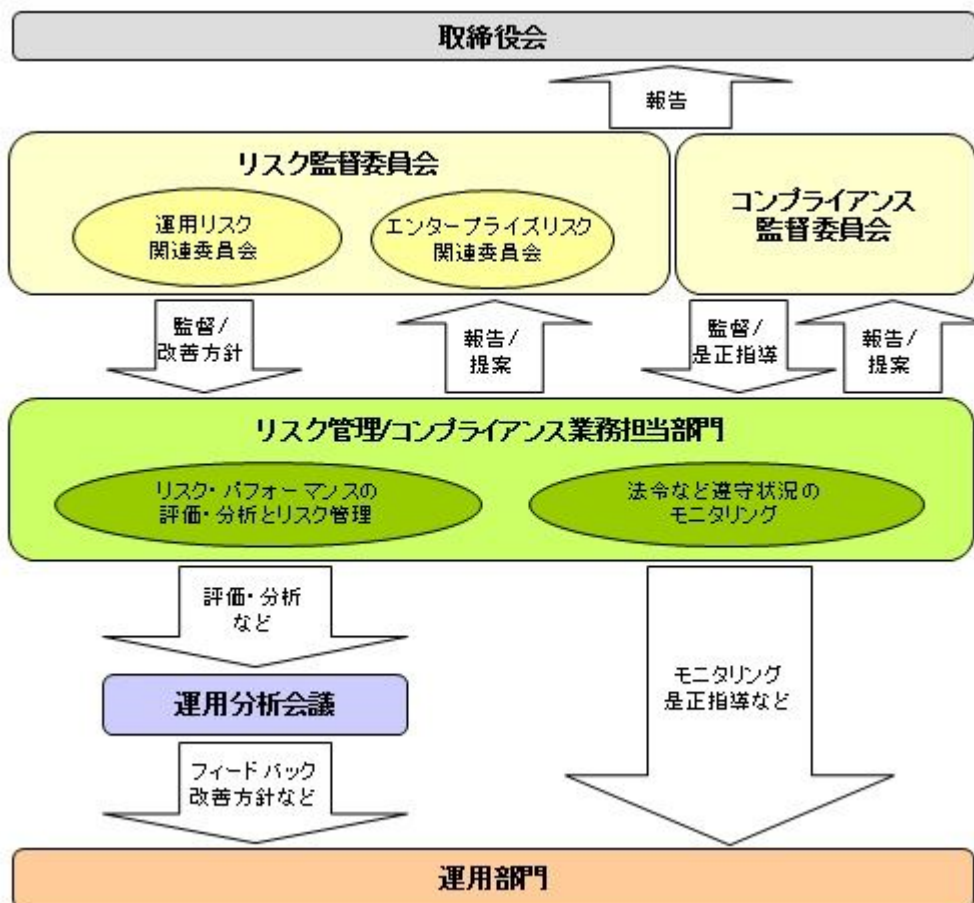 取締役会
報告
リスク監督委員会
運用リスク
関連委員会
エンタープライズリスク
関連委員会
コンプライアンス
監督委員会
監督/
改善方針
報告/
提案
監督/
是正指導
報告/
提案
リスク管理/コンプライアンス業務担当部門
リスク・パフォーマンスの
評価・分析とリスク管理
法令など遵守状況の
モニタリング
評価・分析
など
運用分析会議
モニタリング
是正指導など
フィードバック
改善方針など
運用部門